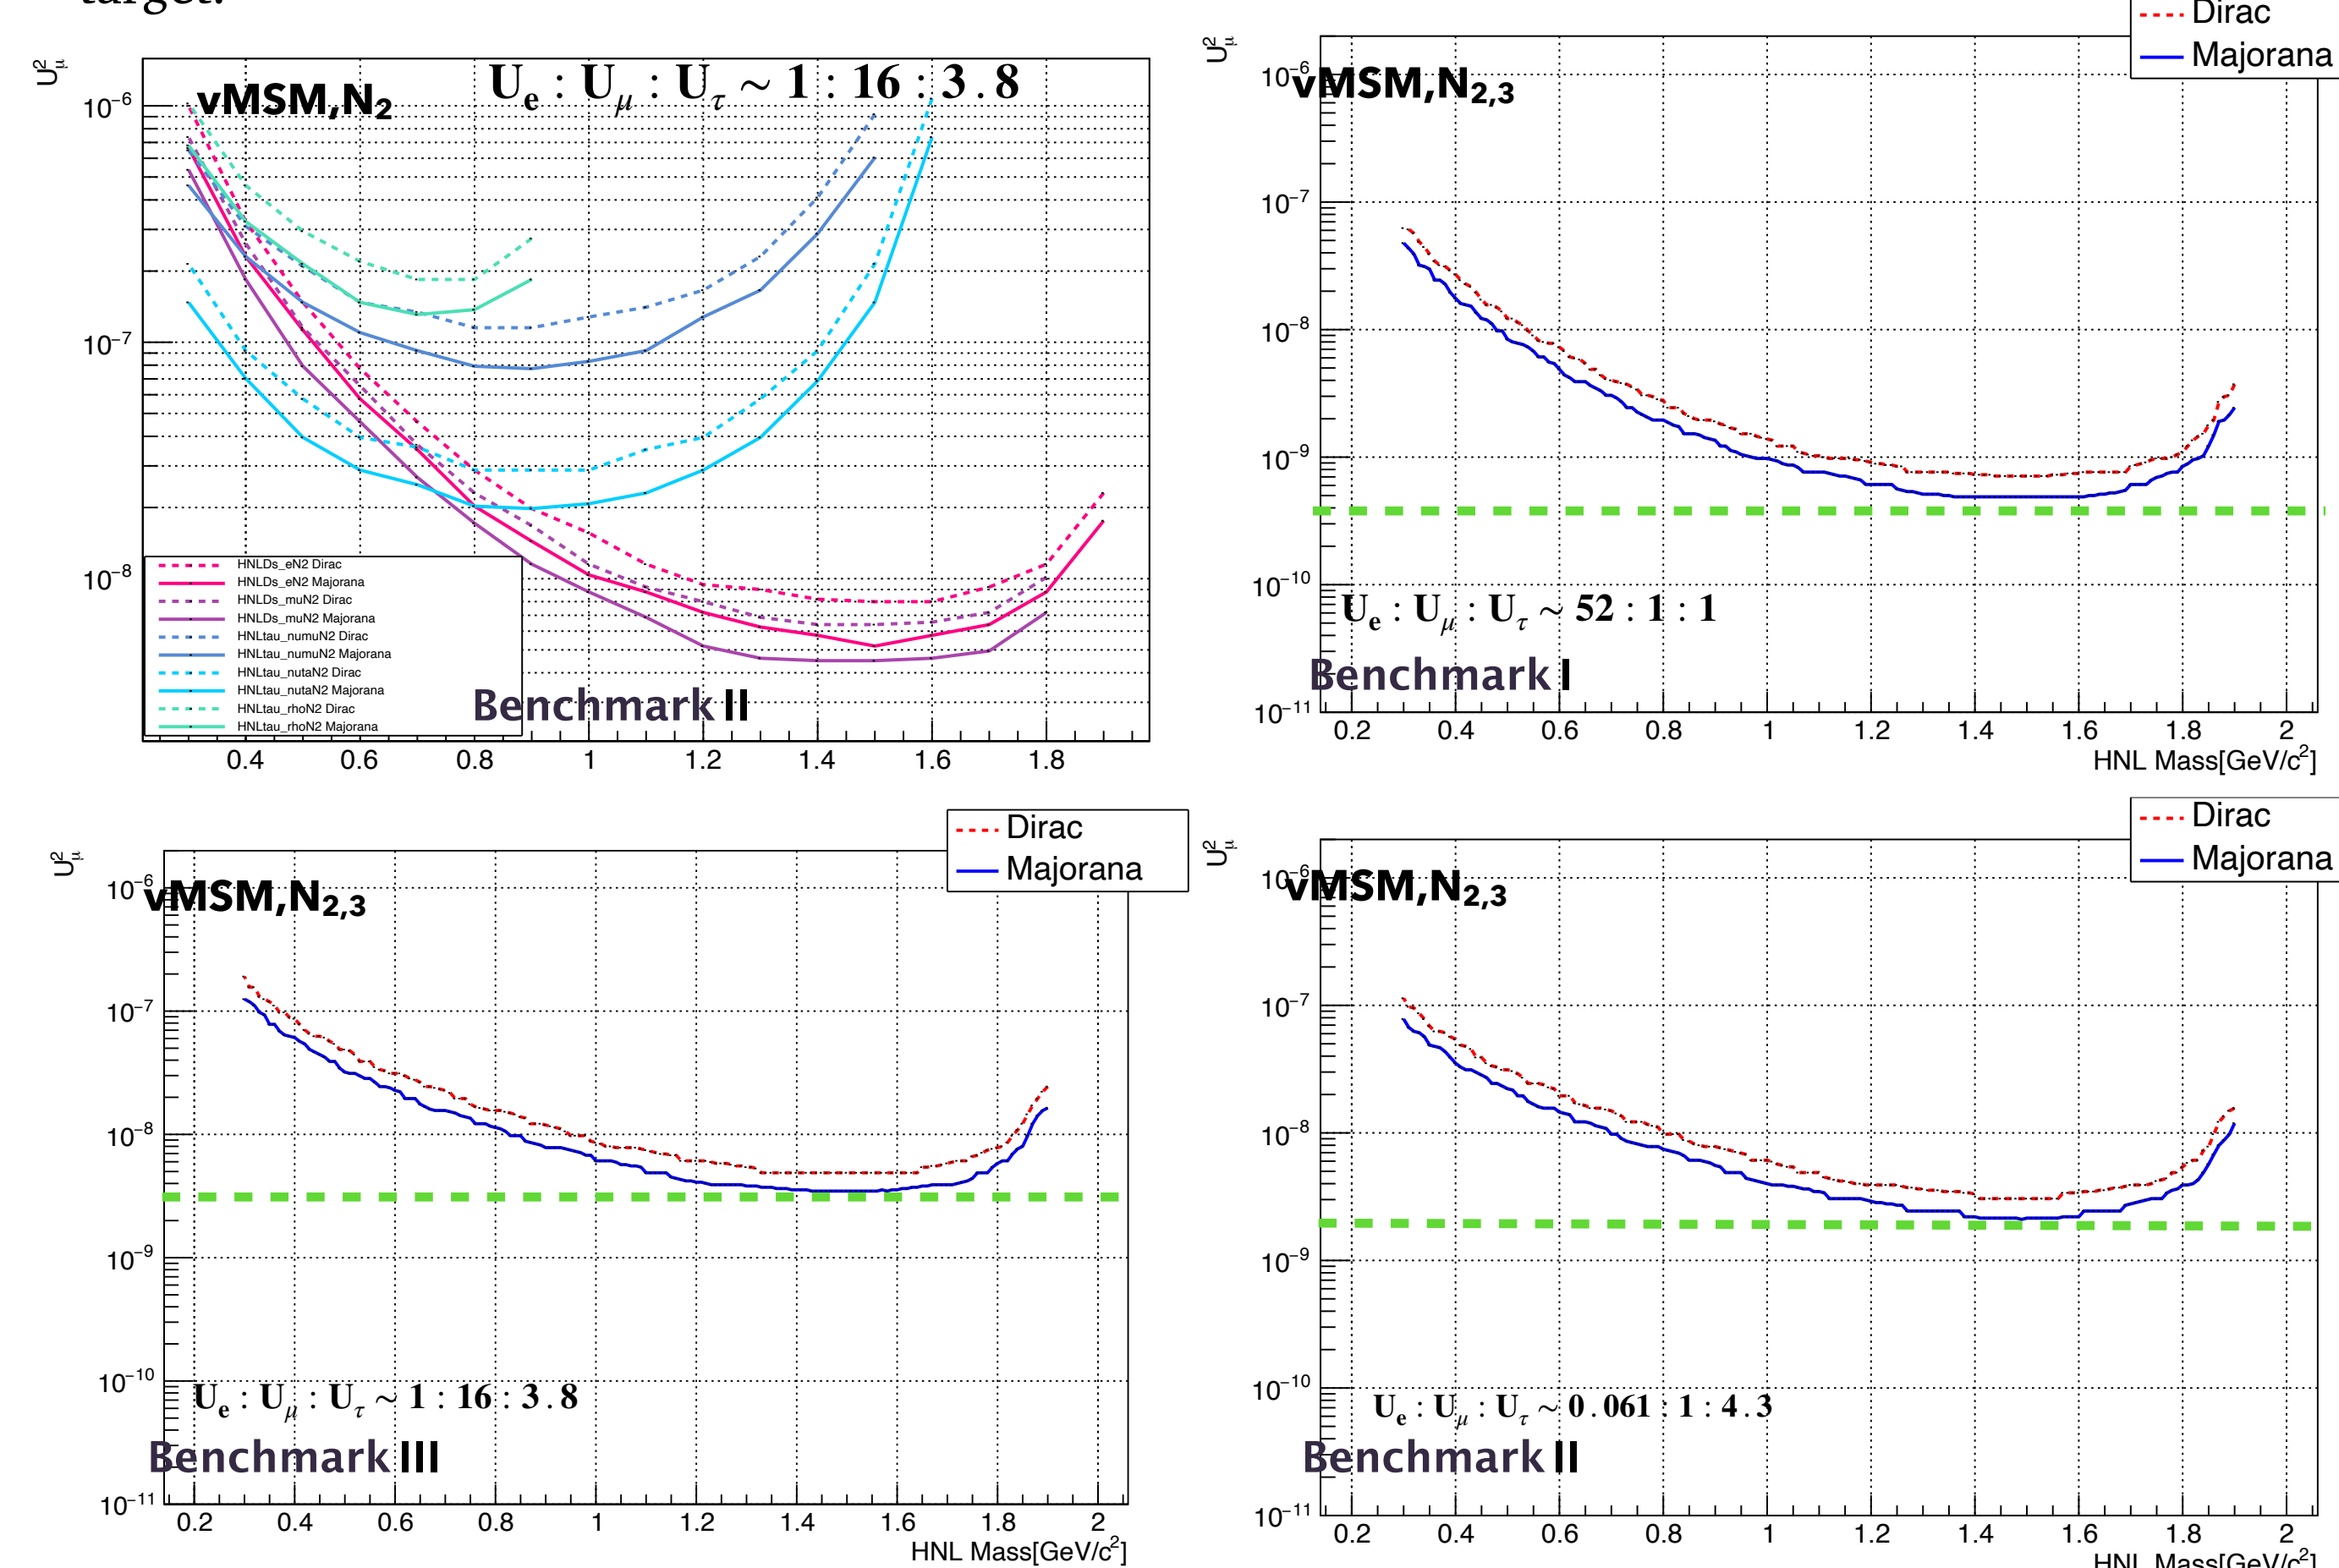 target.
U²μ
10⁻⁶
10⁻⁷
10⁻⁸
νMSM,N₂
Uₑ : Uμ : Uτ ~ 1 : 16 : 3.8
HNLDs_eN2 Dirac
HNLDs_eN2 Majorana
HNLDs_muN2 Dirac
HNLDs_muN2 Majorana
HNLtau_numuN2 Dirac
HNLtau_numuN2 Majorana
HNLtau_nutaN2 Dirac
HNLtau_nutaN2 Majorana
HNLtau_rhoN2 Dirac
HNLtau_rhoN2 Majorana
Benchmark II
0.4 0.6 0.8 1 1.2 1.4 1.6 1.8
Dirac
Majorana
U²μ
νMSM,N₂,₃
10⁻⁶
10⁻⁷
10⁻⁸
10⁻⁹
10⁻¹⁰
10⁻¹¹
Uₑ : Uμ : Uτ ~ 52 : 1 : 1
Benchmark I
0.2 0.4 0.6 0.8 1 1.2 1.4 1.6 1.8 2
HNL Mass[GeV/c²]
Dirac
Majorana
U²μ
νMSM,N₂,₃
10⁻⁶
10⁻⁷
10⁻⁸
10⁻⁹
10⁻¹⁰
10⁻¹¹
Uₑ : Uμ : Uτ ~ 1 : 16 : 3.8
Benchmark III
0.2 0.4 0.6 0.8 1 1.2 1.4 1.6 1.8 2
HNL Mass[GeV/c²]
Dirac
Majorana
U²μ
νMSM,N₂,₃
10⁻⁶
10⁻⁷
10⁻⁸
10⁻⁹
10⁻¹⁰
10⁻¹¹
Uₑ : Uμ : Uτ ~ 0.061 : 1 : 4.3
Benchmark II
0.2 0.4 0.6 0.8 1 1.2 1.4 1.6 1.8 2
HNL Mass[GeV/c²]